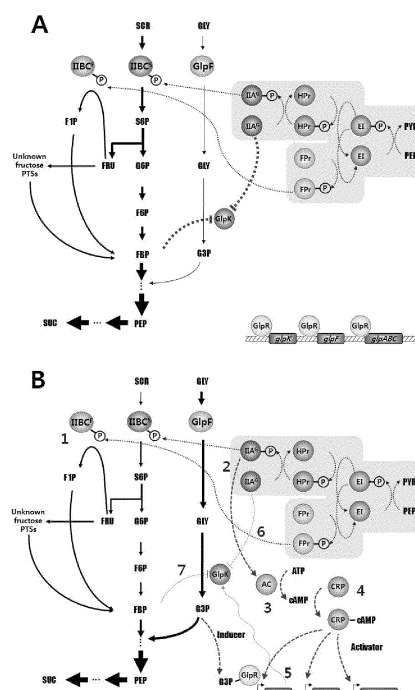 A
SCR GLY
IIBC P IIBC P GlpF
IIA P HPr
IIA HPr P EI P PYR
F1P S6P
FPr EI PEP
Unknown
fructose
PTSs
FRU G6P GLY
FPr P
F6P GlpK
FBP G3P
SUC ... PEP
GlpR GlpR GlpR
glpK glpF glpABC
B
SCR GLY
1 IIBC P IIBC P GlpF
2 IIA P HPr
IIA HPr P EI P PYR
F1P S6P
6 FPr EI PEP
Unknown
fructose
PTSs
FRU G6P GLY
FPr P
F6P 7 GlpK AC ATP
3 cAMP CRP 4
FBP G3P
Inducer CRP cAMP
Activator
G3P GlpR 5
SUC ... PEP